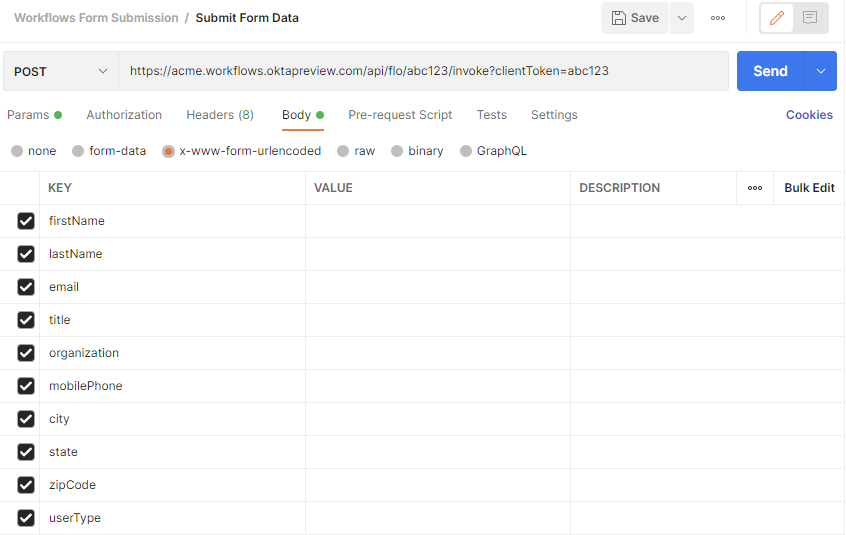 Workflows Form Submission / Submit Form Data
Save
POST
https://acme.workflows.oktapreview.com/api/flo/abc123/invoke?clientToken=abc123
Send
Params Authorization Headers (8) Body Pre-request Script Tests Settings Cookies
none form-data x-www-form-urlencoded raw binary GraphQL
KEY VALUE DESCRIPTION Bulk Edit
firstName
lastName
email
title
organization
mobilePhone
city
state
zipCode
userType